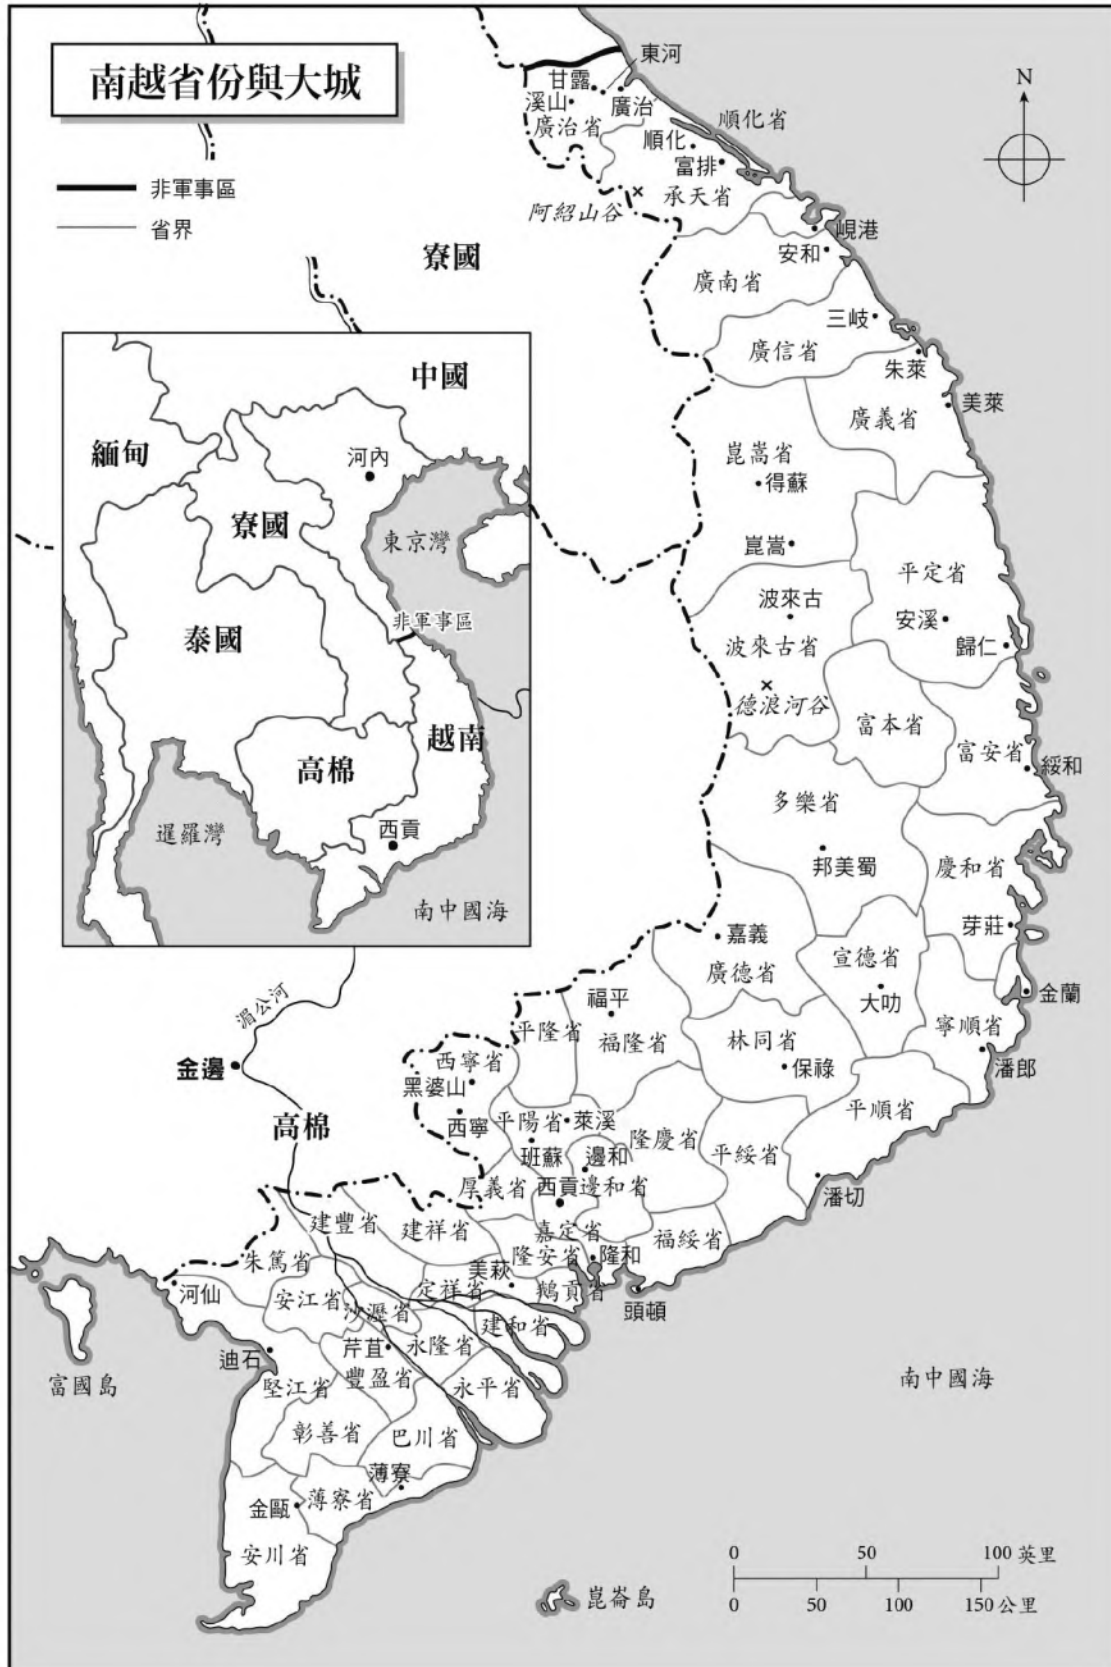 南越省份與大城
非軍事區
省界
N
東河
甘露
溪山
廣治
廣治省
順化省
順化
富排
承天省
阿紹山谷
峴港
安和
寮國
廣南省
三岐
廣信省
朱萊
美萊
廣義省
崑嵩省
得蘇
崑嵩
平定省
波來古
安溪
歸仁
波來古省
德浪河谷
富本省
富安省
綏和
多樂省
邦美蜀
慶和省
芽莊
嘉義
廣德省
宣德省
大叻
金蘭
寧順省
福平
平隆省
福隆省
林同省
保祿
潘郎
西寧省
黑婆山
西寧
平陽省
萊溪
隆慶省
平綏省
平順省
班蘇
邊和
厚義省
西貢
邊和省
潘切
嘉定省
福綏省
建豐省
建祥省
隆安省
隆和
朱篤省
美萩
定祥省
鵝貢省
頭頓
河仙
安江省
沙瀝省
建和省
迪石
芹苴
永隆省
富國島
堅江省
豐盈省
永平省
南中國海
彰善省
巴川省
薄寮
金甌
薄寮省
安川省
崑崙島
湄公河
金邊
高棉
中國
緬甸
河內
寮國
東京灣
泰國
非軍事區
越南
高棉
暹羅灣
西貢
南中國海
0 50 100 英里
0 50 100 150 公里